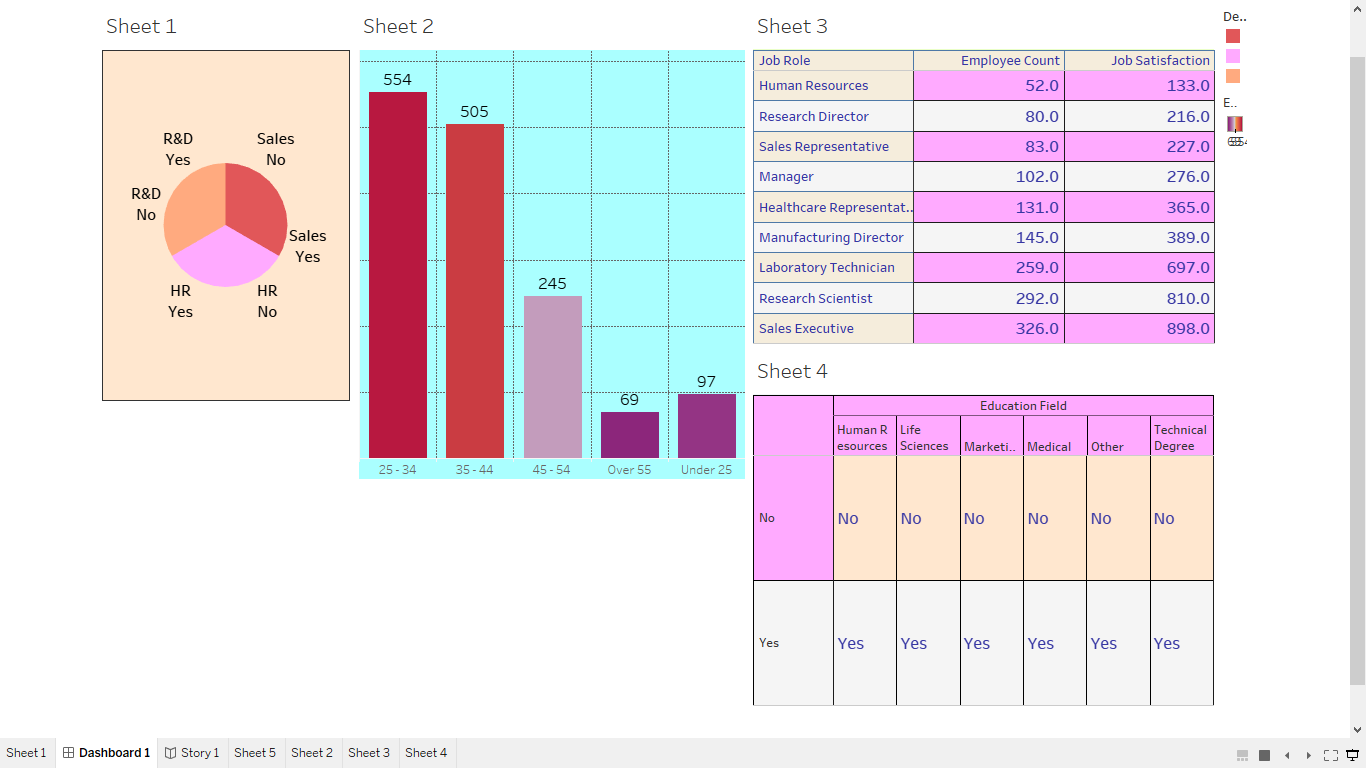 Sheet 1
R&D
Yes
Sales
No
R&D
No
Sales
Yes
HR
Yes
HR
No
Sheet 2
554
505
245
69
97
25 - 34 35 - 44 45 - 54 Over 55 Under 25
Sheet 3
Job Role Employee Count Job Satisfaction
Human Resources 52.0 133.0
Research Director 80.0 216.0
Sales Representative 83.0 227.0
Manager 102.0 276.0
Healthcare Representat.. 131.0 365.0
Manufacturing Director 145.0 389.0
Laboratory Technician 259.0 697.0
Research Scientist 292.0 810.0
Sales Executive 326.0 898.0
Sheet 4
Education Field
Human R
esources
Life
Sciences
Marketi..
Medical
Other
Technical
Degree
No No No No No No No
Yes Yes Yes Yes Yes Yes Yes
De..
E..
Sheet 1 Dashboard 1 Story 1 Sheet 5 Sheet 2 Sheet 3 Sheet 4